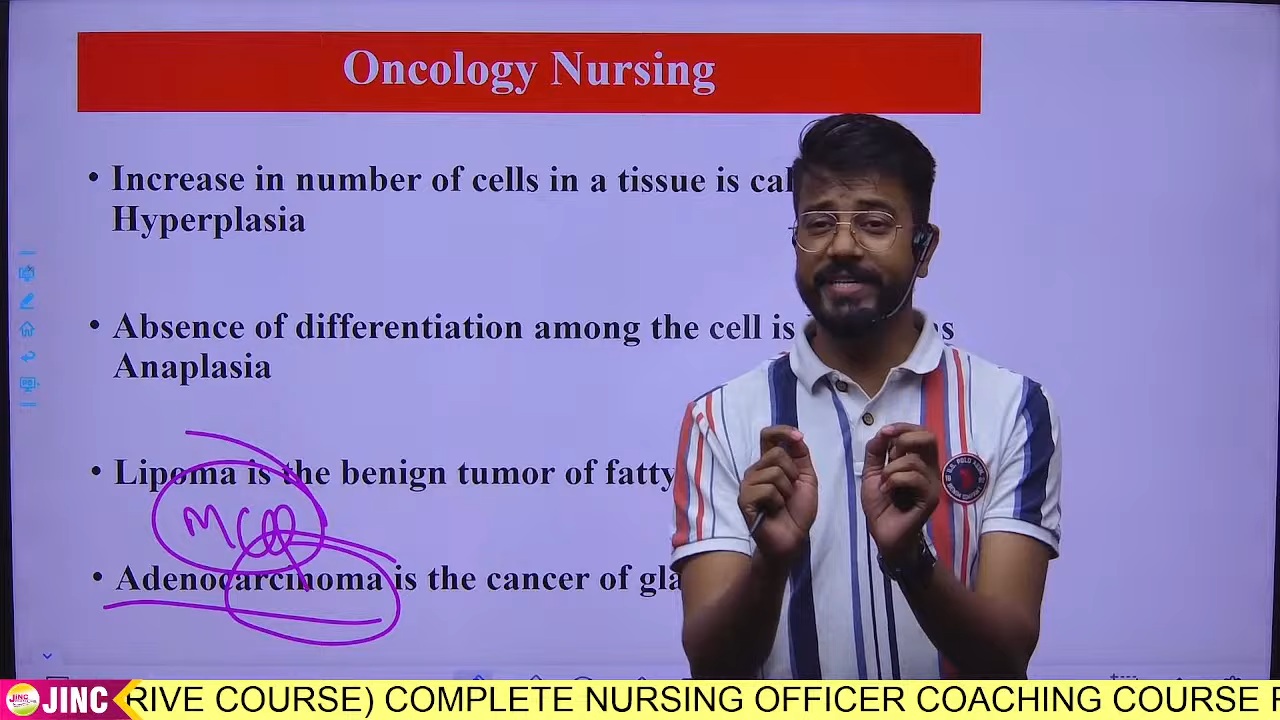 Oncology Nursing
• Increase in number of cells in a tissue is
Hyperplasia
• Absence of differentiation among the cell is
Anaplasia
• Lipoma is the benign tumor of fatty
MCQ
• Adenocarcinoma is the cancer of
JINC RIVE COURSE) COMPLETE NURSING OFFICER COACHING COURSE